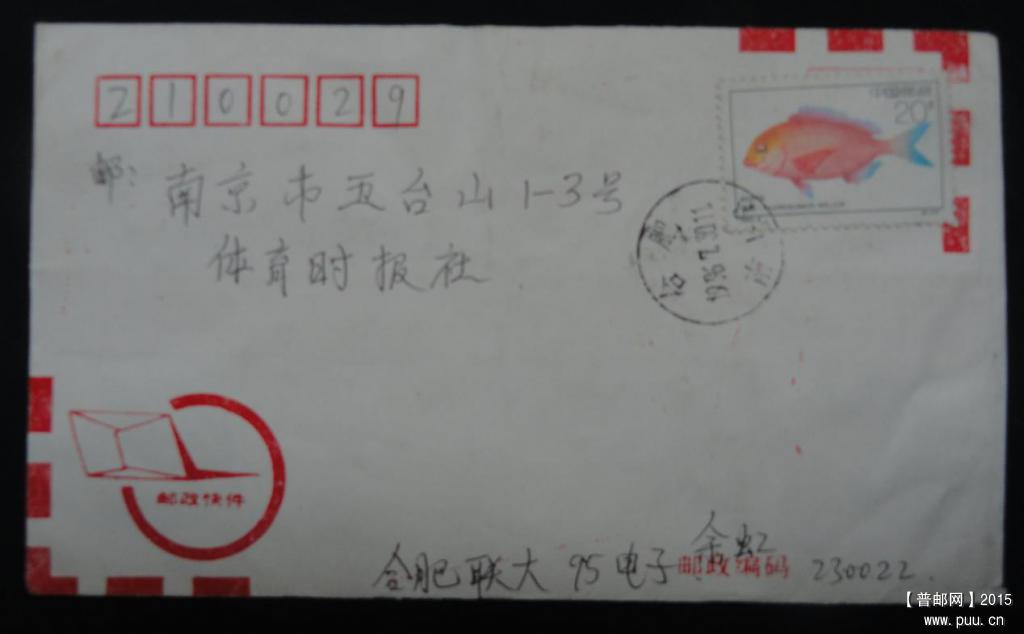 210029
中国邮政
20分
邮: 南京市五台山1-3号
体育时报社
邮政快件
余虹
合肥联大 95电子 邮政编码 230022.
【普邮网】2015
www.puu.cn